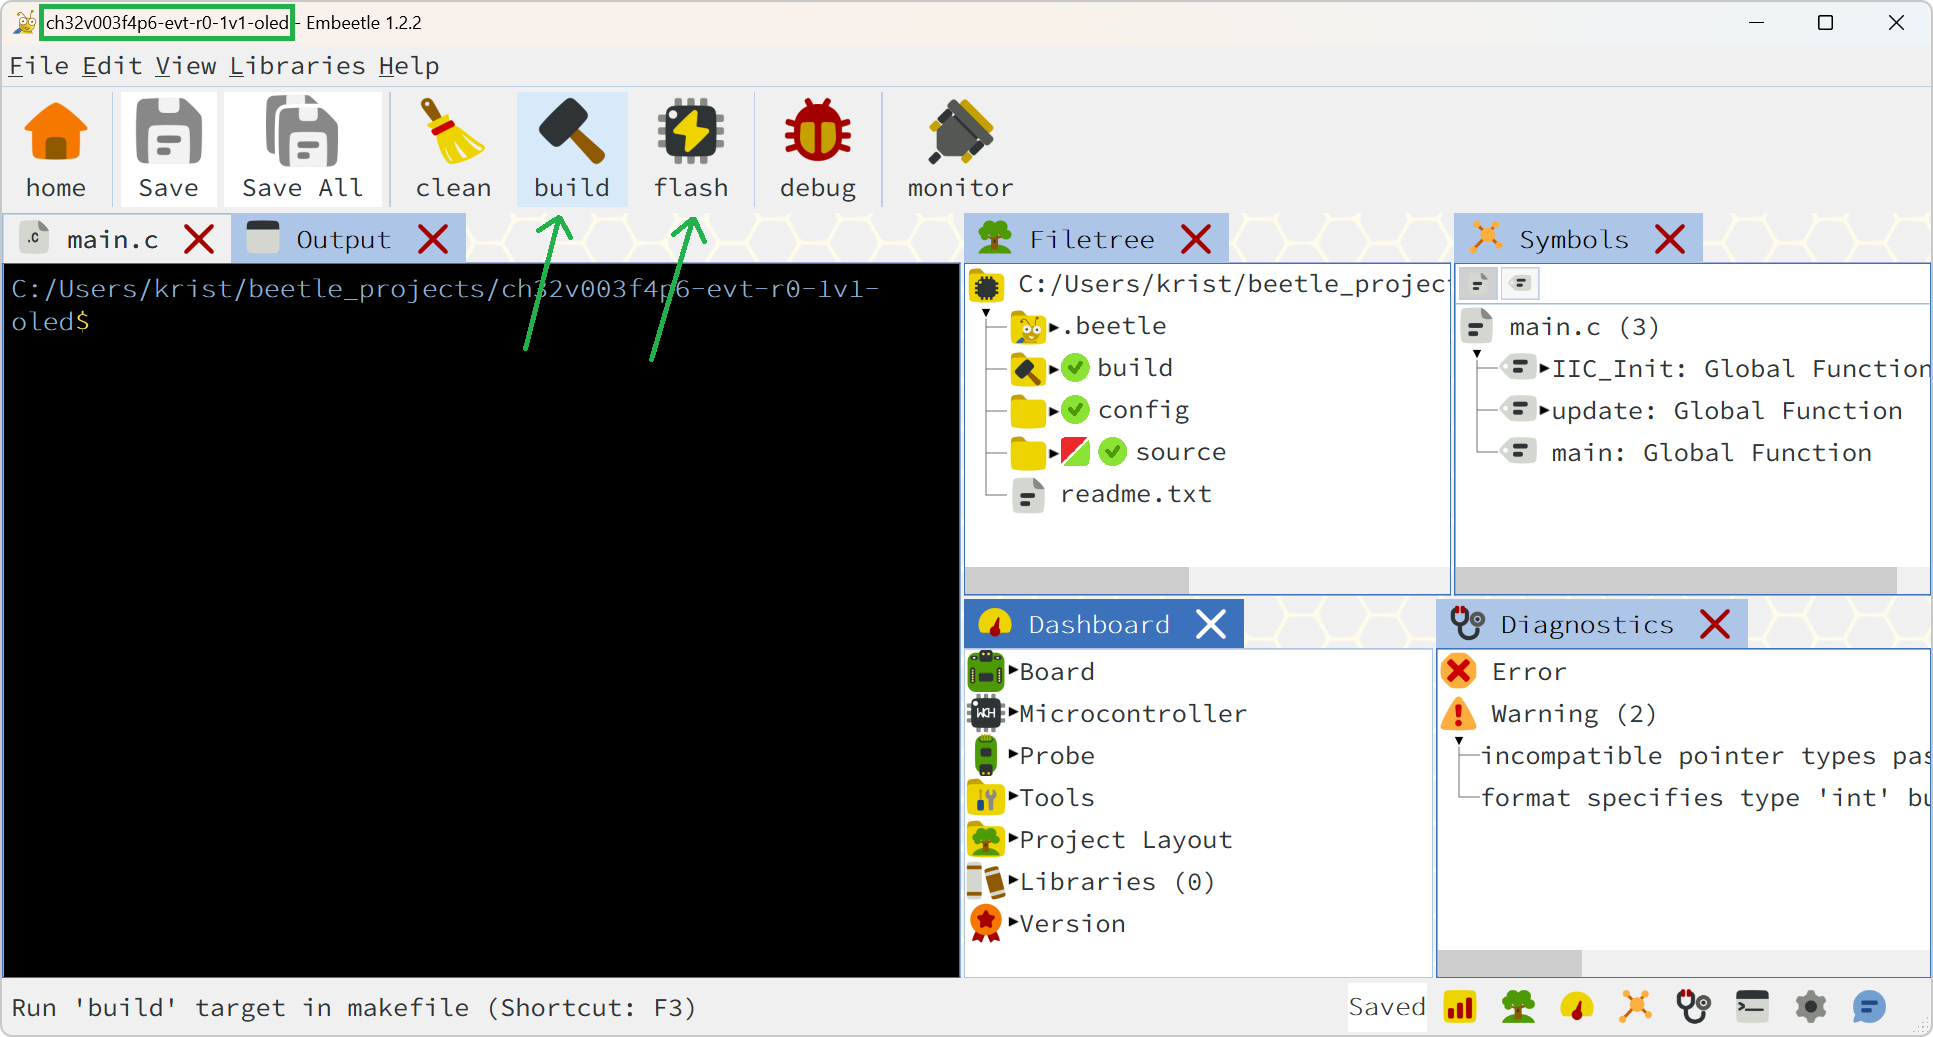 ch32v003f4p6-evt-r0-1v1-oled - Embeetle 1.2.2
File Edit View Libraries Help
home Save Save All clean build flash debug monitor
.c main.c Output Filetree Symbols
C:/Users/krist/beetle_projects/ch32v003f4p6-evt-r0-1v1-
oled$
C:/Users/krist/beetle_projec
.beetle
build
config
source
readme.txt
main.c (3)
IIC_Init: Global Function
update: Global Function
main: Global Function
Dashboard
Board
WCH Microcontroller
Probe
Tools
Project Layout
Libraries (0)
Version
Diagnostics
Error
Warning (2)
incompatible pointer types pas
format specifies type 'int' bu
Run 'build' target in makefile (Shortcut: F3)
Saved